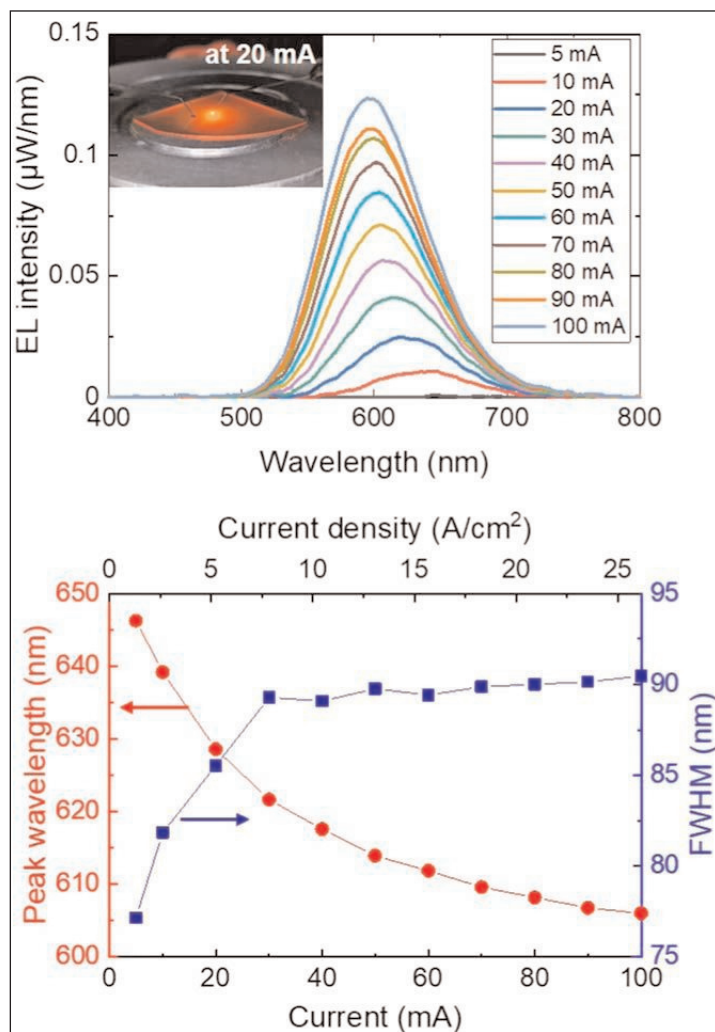 0.15
at 20 mA
5 mA
10 mA
20 mA
30 mA
40 mA
50 mA
60 mA
70 mA
80 mA
90 mA
100 mA
0.1
0.05
0
EL intensity (µW/nm)
400 500 600 700 800
Wavelength (nm)
Current density (A/cm²)
0 5 10 15 20 25
650
640
630
620
610
600
Peak wavelength (nm)
95
90
85
80
75
FWHM (nm)
0 20 40 60 80 100
Current (mA)